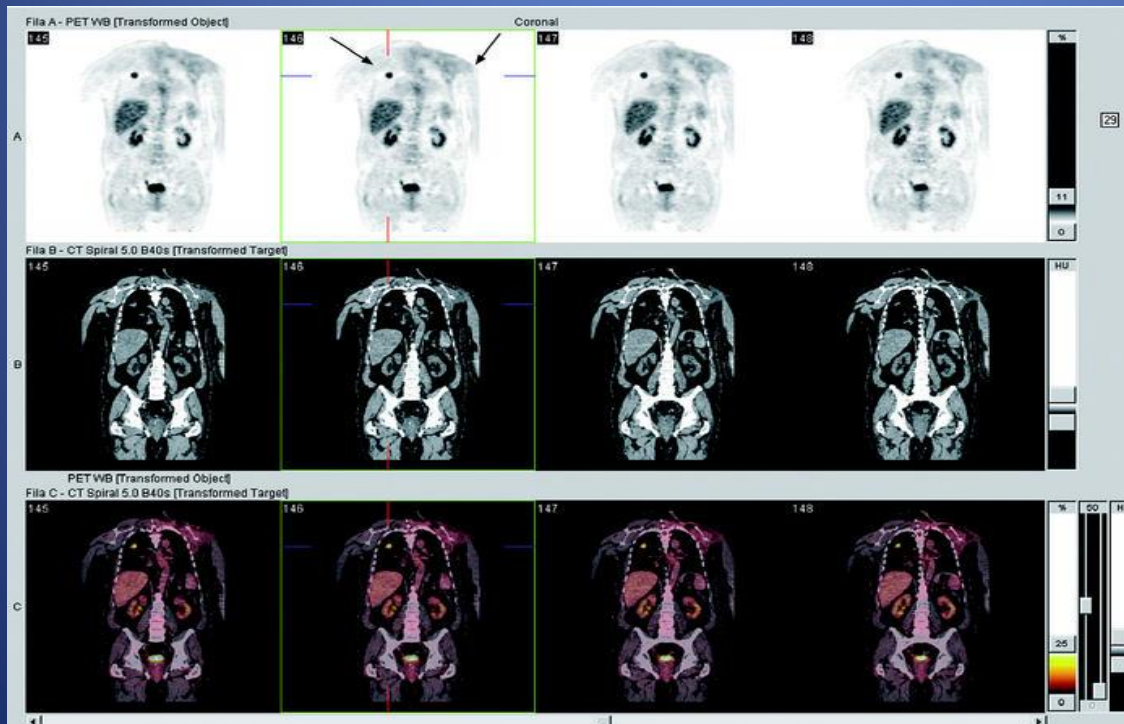 Fila A - PET WB [Transformed Object] Coronal %
145 146 147 148
29
A
11
0
Fila B - CT Spiral 5.0 B40s [Transformed Target]
145 146 147 148 HU
B
PET WB [Transformed Object]
Fila C - CT Spiral 5.0 B40s [Transformed Target]
145 146 147 148 % 50 H
C
25
0 0